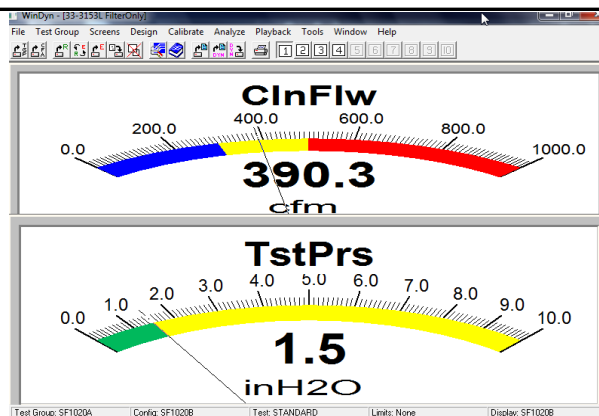 WinDyn - [33-3153L FilterOnly]
File Test Group Screens Design Calibrate Analyze Playback Tools Window Help
1 2 3 4 5 6 7 8 9 10
ClnFlw
0.0 200.0 400.0 600.0 800.0 1000.0
390.3
cfm
TstPrs
0.0 1.0 2.0 3.0 4.0 5.0 6.0 7.0 8.0 9.0 10.0
1.5
inH2O
Test Group: SF1020A Config: SF1020B Test: STANDARD Limits: None Display: SF1020B